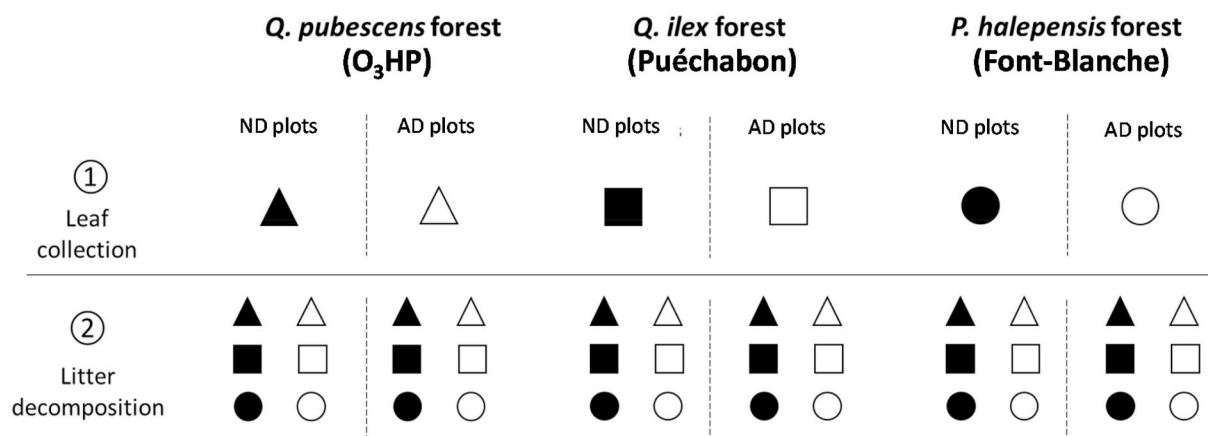 Q. pubescens forest
(O₃HP)
Q. ilex forest
(Puéchabon)
P. halepensis forest
(Font-Blanche)
ND plots
AD plots
ND plots ;
AD plots
ND plots
AD plots
①
Leaf
collection
②
Litter
decomposition